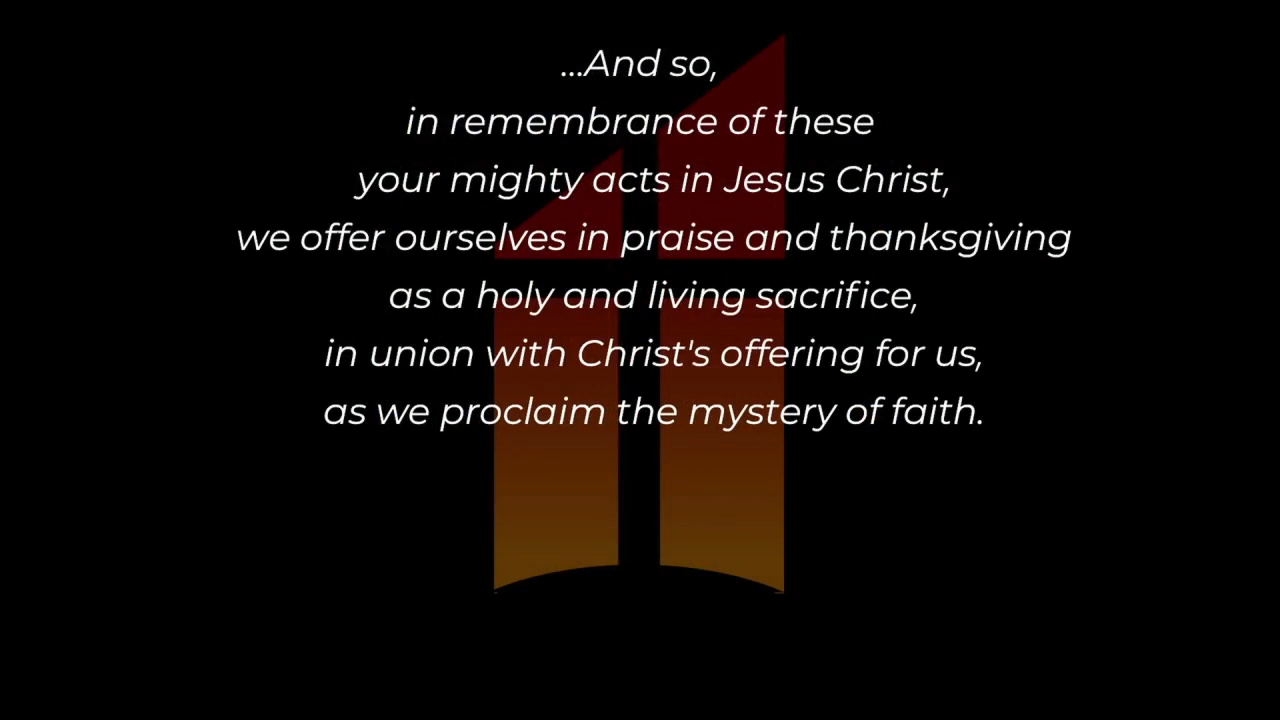 ...And so,
in remembrance of these
your mighty acts in Jesus Christ,
we offer ourselves in praise and thanksgiving
as a holy and living sacrifice,
in union with Christ's offering for us,
as we proclaim the mystery of faith.